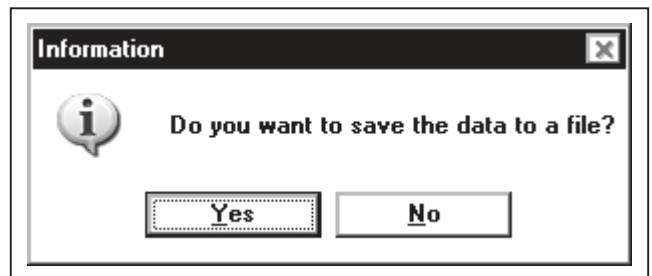 Information
Do you want to save the data to a file?
Yes No